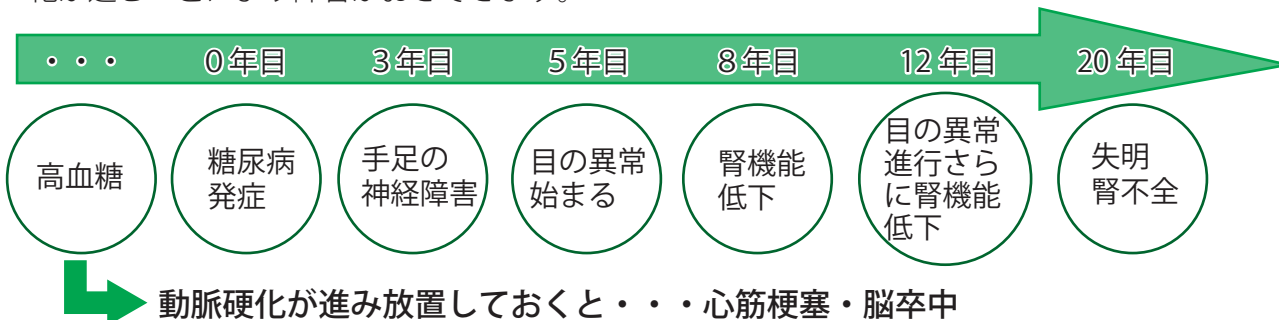 ・・・ 0年目 3年目 5年目 8年目 12年目 20年目
高血糖
糖尿病
発症
手足の
神経障害
目の異常
始まる
腎機能
低下
目の異常
進行さら
に腎機能
低下
失明
腎不全
動脈硬化が進み放置しておくと・・・心筋梗塞・脳卒中